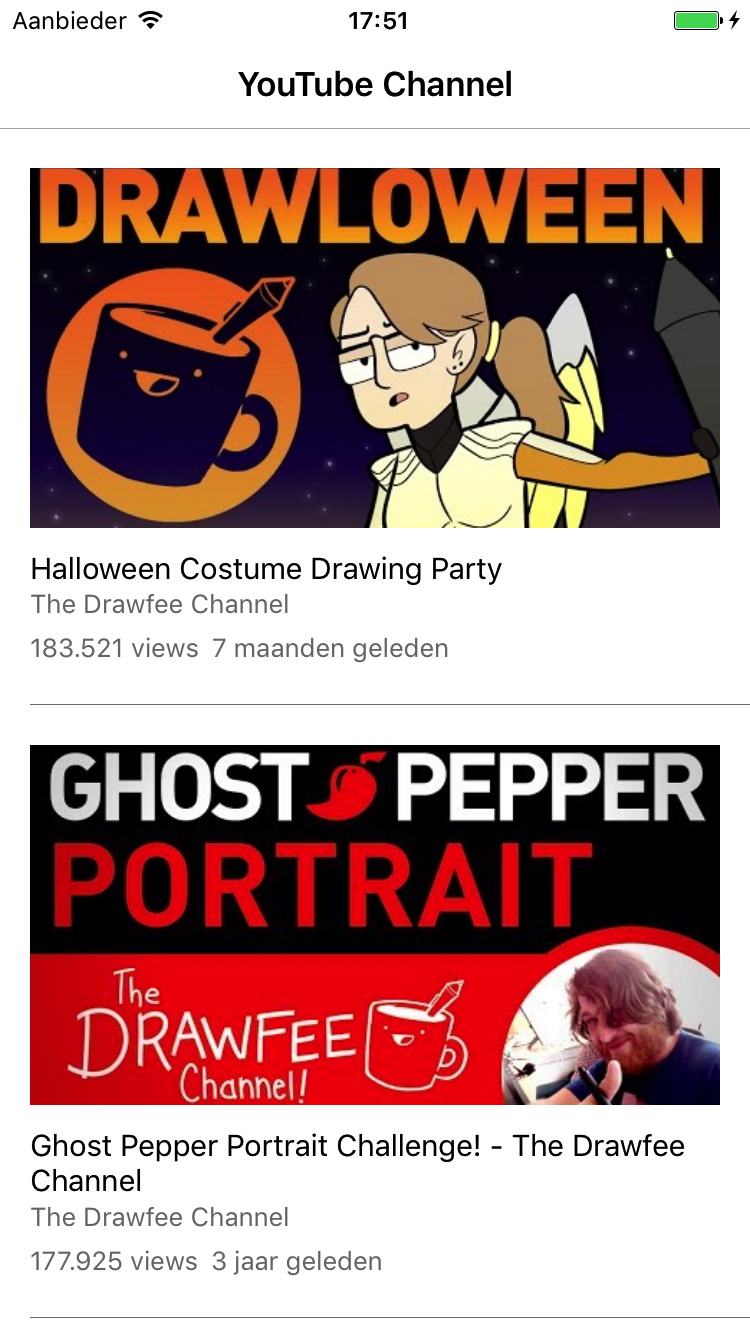 Aanbieder 17:51
YouTube Channel
DRAWLOWEEN
Halloween Costume Drawing Party
The Drawfee Channel
183.521 views 7 maanden geleden
GHOST PEPPER
PORTRAIT
The
DRAWFEE
Channel!
Ghost Pepper Portrait Challenge! - The Drawfee
Channel
The Drawfee Channel
177.925 views 3 jaar geleden